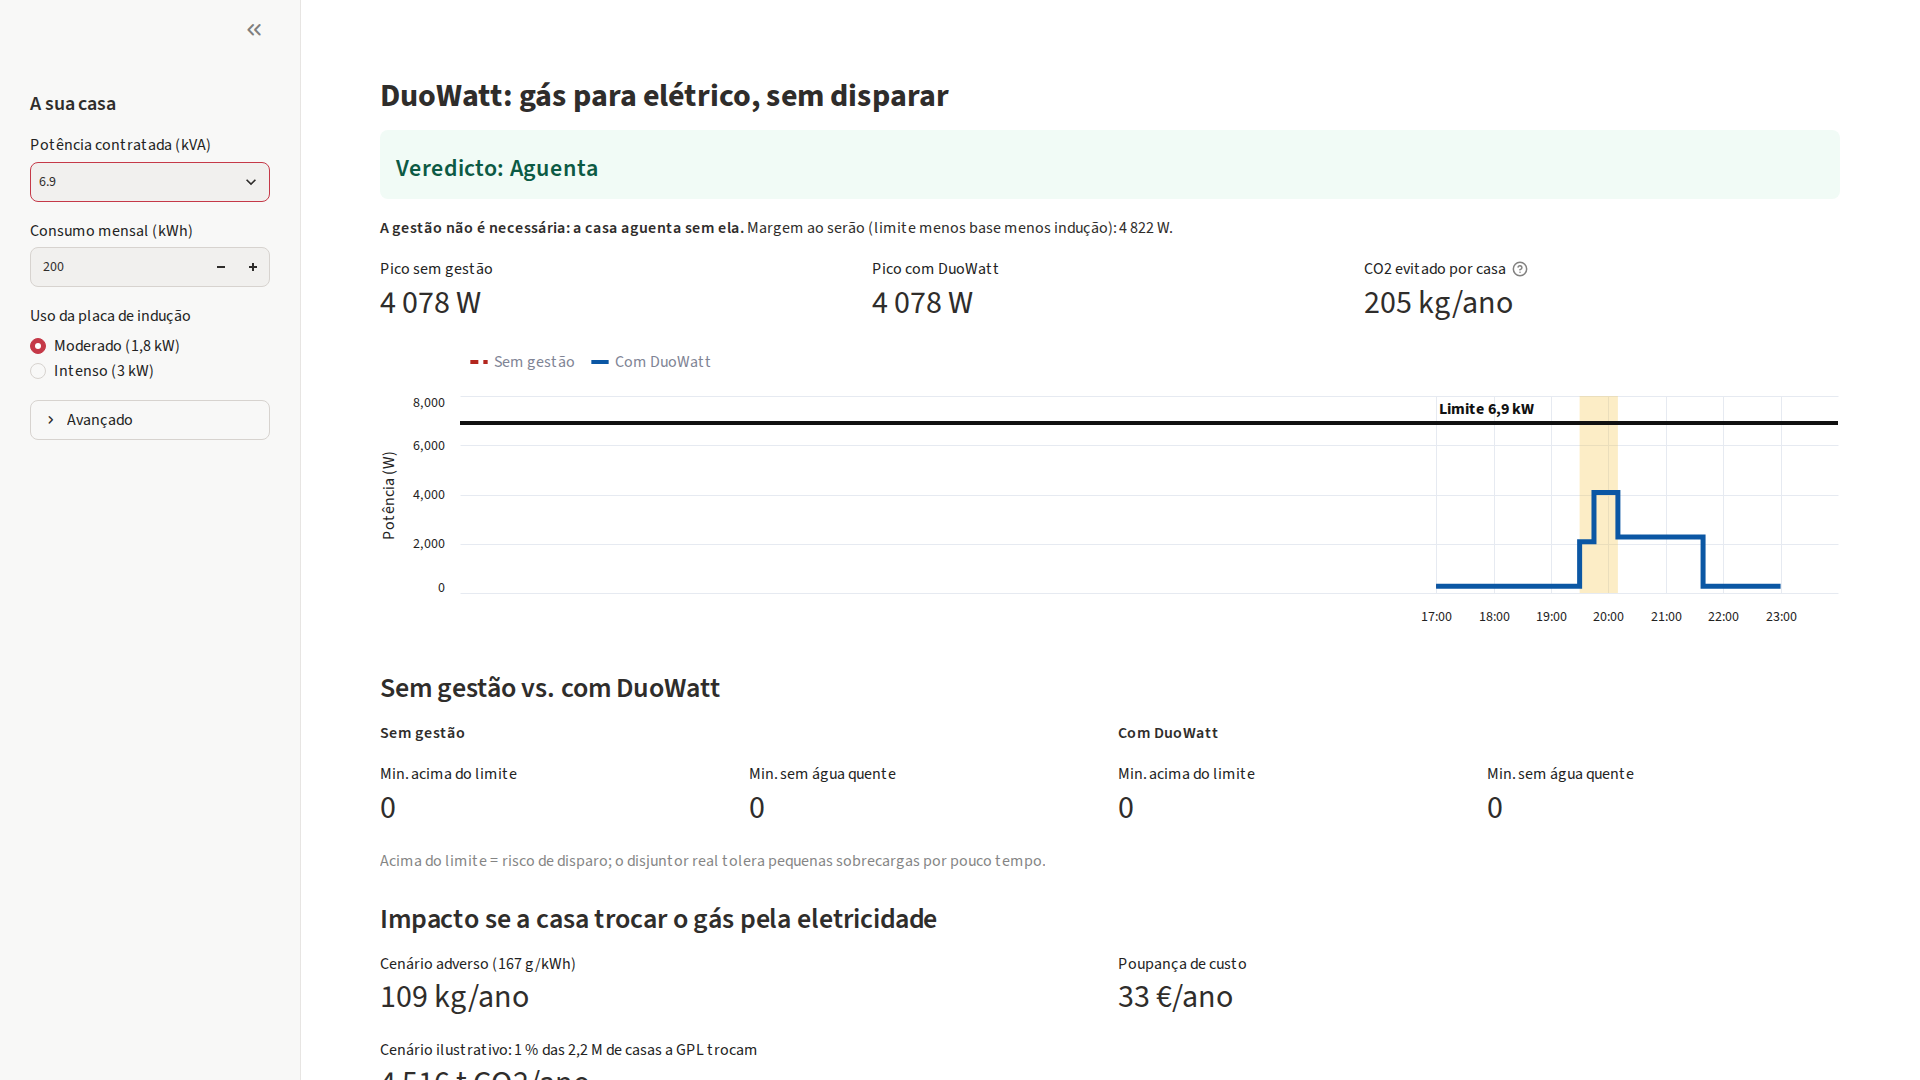 A sua casa
Potência contratada (kVA)
6.9
Consumo mensal (kWh)
200
Uso da placa de indução
Moderado (1,8 kW)
Intenso (3 kW)
Avançado
DuoWatt: gás para elétrico, sem disparar
Veredicto: Aguenta
A gestão não é necessária: a casa aguenta sem ela. Margem ao serão (limite menos base menos indução): 4 822 W.
Pico sem gestão
4 078 W
Pico com DuoWatt
4 078 W
CO2 evitado por casa
205 kg/ano
Sem gestão
Com DuoWatt
Potência (W)
8,000
6,000
4,000
2,000
0
Limite 6,9 kW
17:00 18:00 19:00 20:00 21:00 22:00 23:00
Sem gestão vs. com DuoWatt
Sem gestão
Com DuoWatt
Min. acima do limite
0
Min. sem água quente
0
Min. acima do limite
0
Min. sem água quente
0
Acima do limite = risco de disparo; o disjuntor real tolera pequenas sobrecargas por pouco tempo.
Impacto se a casa trocar o gás pela eletricidade
Cenário adverso (167 g/kWh)
109 kg/ano
Poupança de custo
33 €/ano
Cenário ilustrativo: 1 % das 2,2 M de casas a GPL trocam
4 516 t CO2/ano